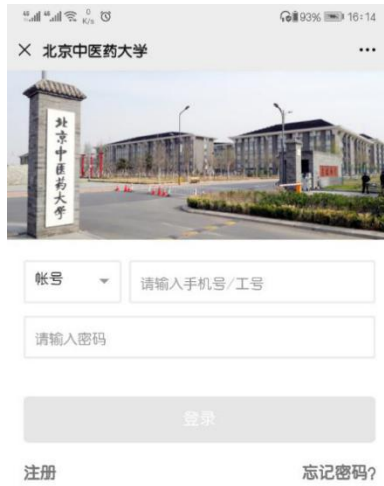 0
K/s
93%
16:14
× 北京中医药大学
北京中医药大学
帐号
请输入手机号/工号
请输入密码
登录
注册
忘记密码?